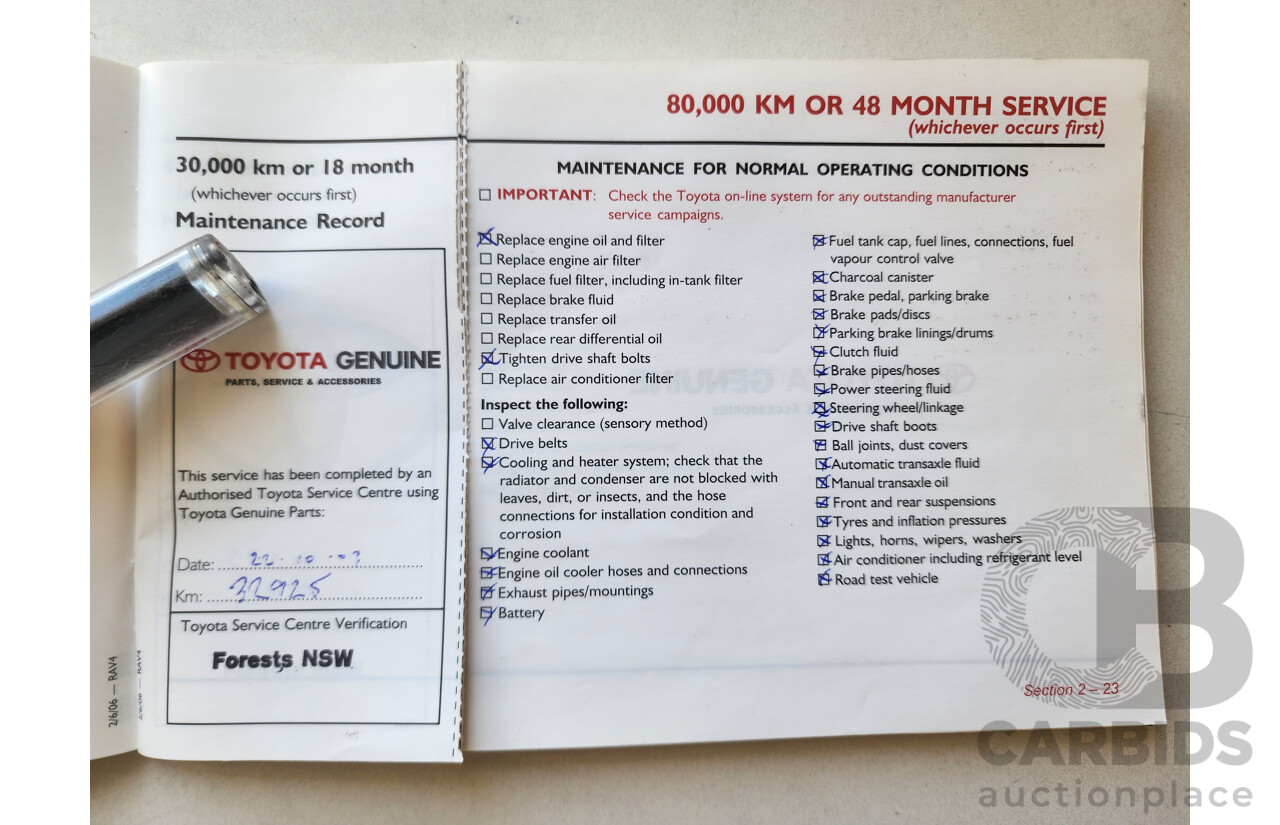 30,000 km or 18 month
(whichever occurs first)
Maintenance Record
TOYOTA GENUINE
PARTS, SERVICE & ACCESSORIES
This service has been completed by an
Authorised Toyota Service Centre using
Toyota Genuine Parts:
Date:
Km: 32925
Toyota Service Centre Verification
Forests NSW
2/6/06 — RAV4
2/6/06 — RAV4
80,000 KM OR 48 MONTH SERVICE
(whichever occurs first)
MAINTENANCE FOR NORMAL OPERATING CONDITIONS
IMPORTANT: Check the Toyota on-line system for any outstanding manufacturer
service campaigns.
Replace engine oil and filter
Replace engine air filter
Replace fuel filter, including in-tank filter
Replace brake fluid
Replace transfer oil
Replace rear differential oil
Tighten drive shaft bolts
Replace air conditioner filter
Inspect the following:
Valve clearance (sensory method)
Drive belts
Cooling and heater system; check that the
radiator and condenser are not blocked with
leaves, dirt, or insects, and the hose
connections for installation condition and
corrosion
Engine coolant
Engine oil cooler hoses and connections
Exhaust pipes/mountings
Battery
Fuel tank cap, fuel lines, connections, fuel
vapour control valve
Charcoal canister
Brake pedal, parking brake
Brake pads/discs
Parking brake linings/drums
Clutch fluid
Brake pipes/hoses
Power steering fluid
Steering wheel/linkage
Drive shaft boots
Ball joints, dust covers
Automatic transaxle fluid
Manual transaxle oil
Front and rear suspensions
Tyres and inflation pressures
Lights, horns, wipers, washers
Air conditioner including refrigerant level
Road test vehicle
Section 2 – 23
CARBIDS
auctionplace